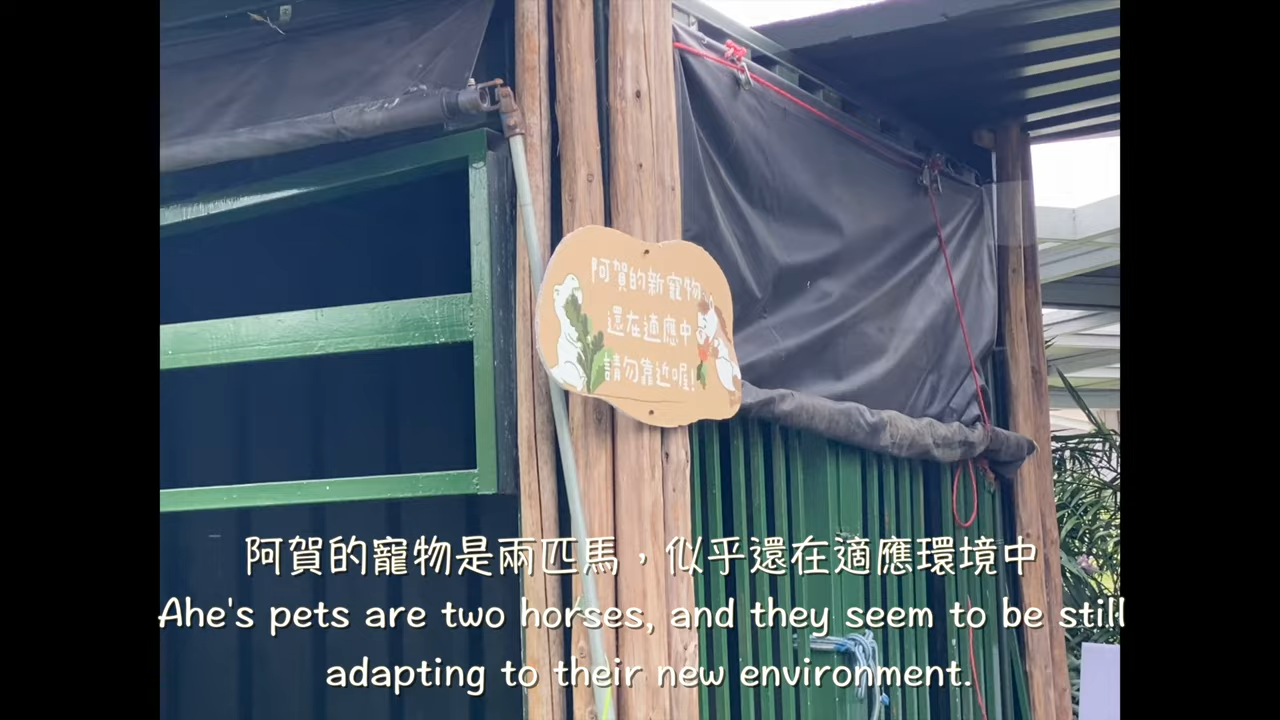 阿賀的新寵物
還在適應中
請勿靠近喔!
阿賀的寵物是兩匹馬，似乎還在適應環境中
Ahe's pets are two horses, and they seem to be still
adapting to their new environment.